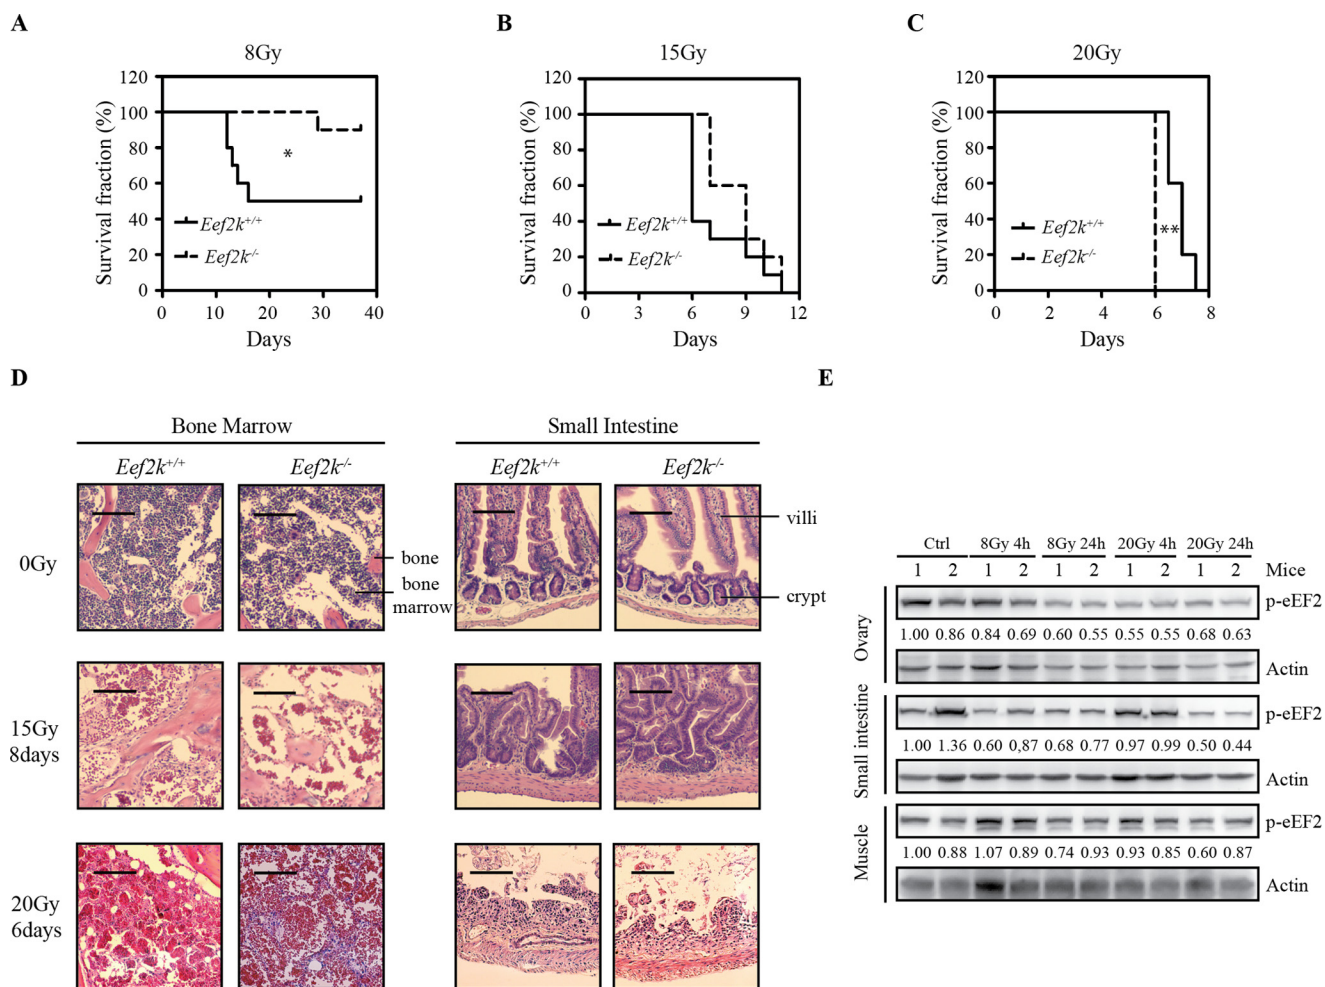 A
B
C
8Gy
15Gy
20Gy
Survival fraction (%)
120
100
80
60
40
20
0
*
Eef2k+/+
Eef2k-/-
0 10 20 30 40
Days
Survival fraction (%)
120
100
80
60
40
20
0
Eef2k+/+
Eef2k-/-
0 3 6 9 12
Days
Survival fraction (%)
120
100
80
60
40
20
0
**
Eef2k+/+
Eef2k-/-
0 2 4 6 8
Days
D
E
Bone Marrow
Small Intestine
Eef2k+/+ Eef2k-/-
Eef2k+/+ Eef2k-/-
0Gy
bone
bone
marrow
villi
crypt
15Gy
8days
20Gy
6days
Ctrl 8Gy 4h 8Gy 24h 20Gy 4h 20Gy 24h
1 2 1 2 1 2 1 2 1 2 Mice
Ovary
p-eEF2
1.00 0.86 0.84 0.69 0.60 0.55 0.55 0.55 0.68 0.63
Actin
Small intestine
p-eEF2
1.00 1.36 0.60 0,87 0.68 0.77 0.97 0.99 0.50 0.44
Actin
Muscle
p-eEF2
1.00 0.88 1.07 0.89 0.74 0.93 0.93 0.85 0.60 0.87
Actin